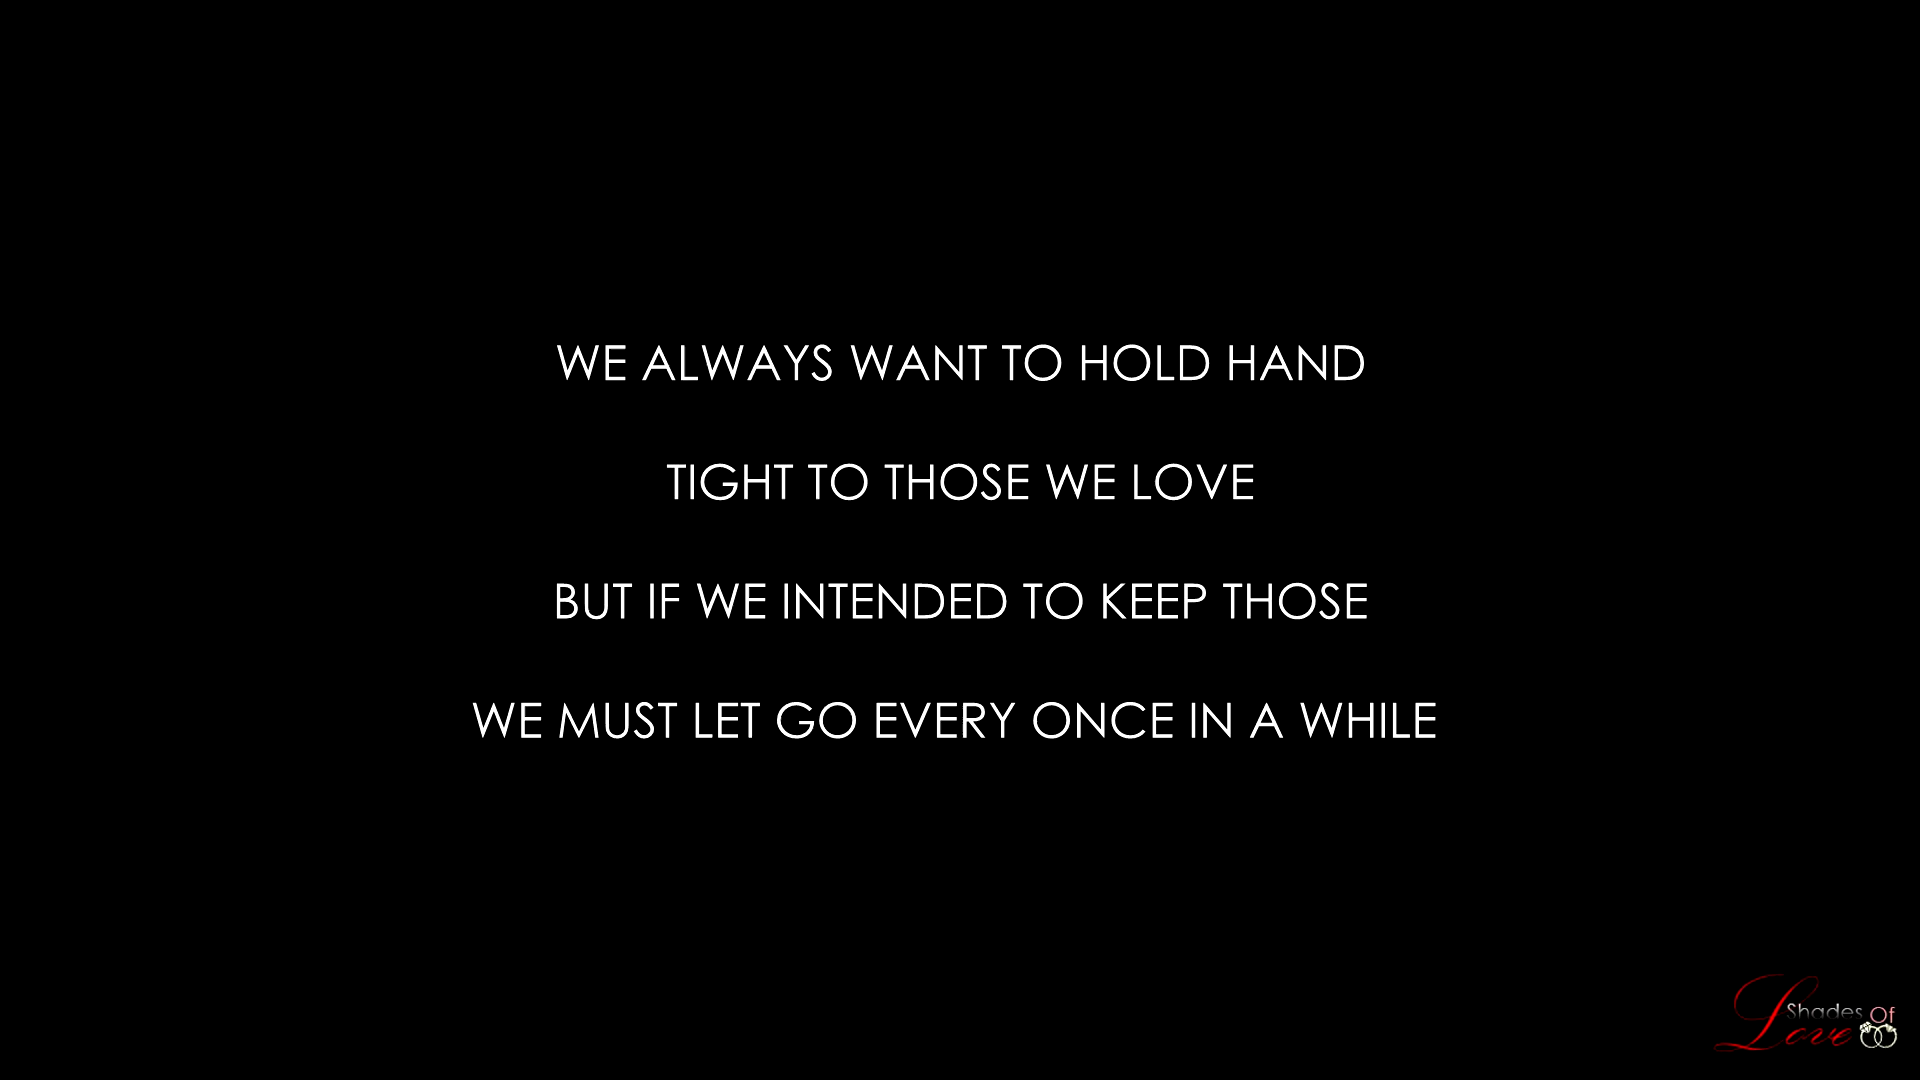 WE ALWAYS WANT TO HOLD HAND
TIGHT TO THOSE WE LOVE
BUT IF WE INTENDED TO KEEP THOSE
WE MUST LET GO EVERY ONCE IN A WHILE
Shades Of
Love